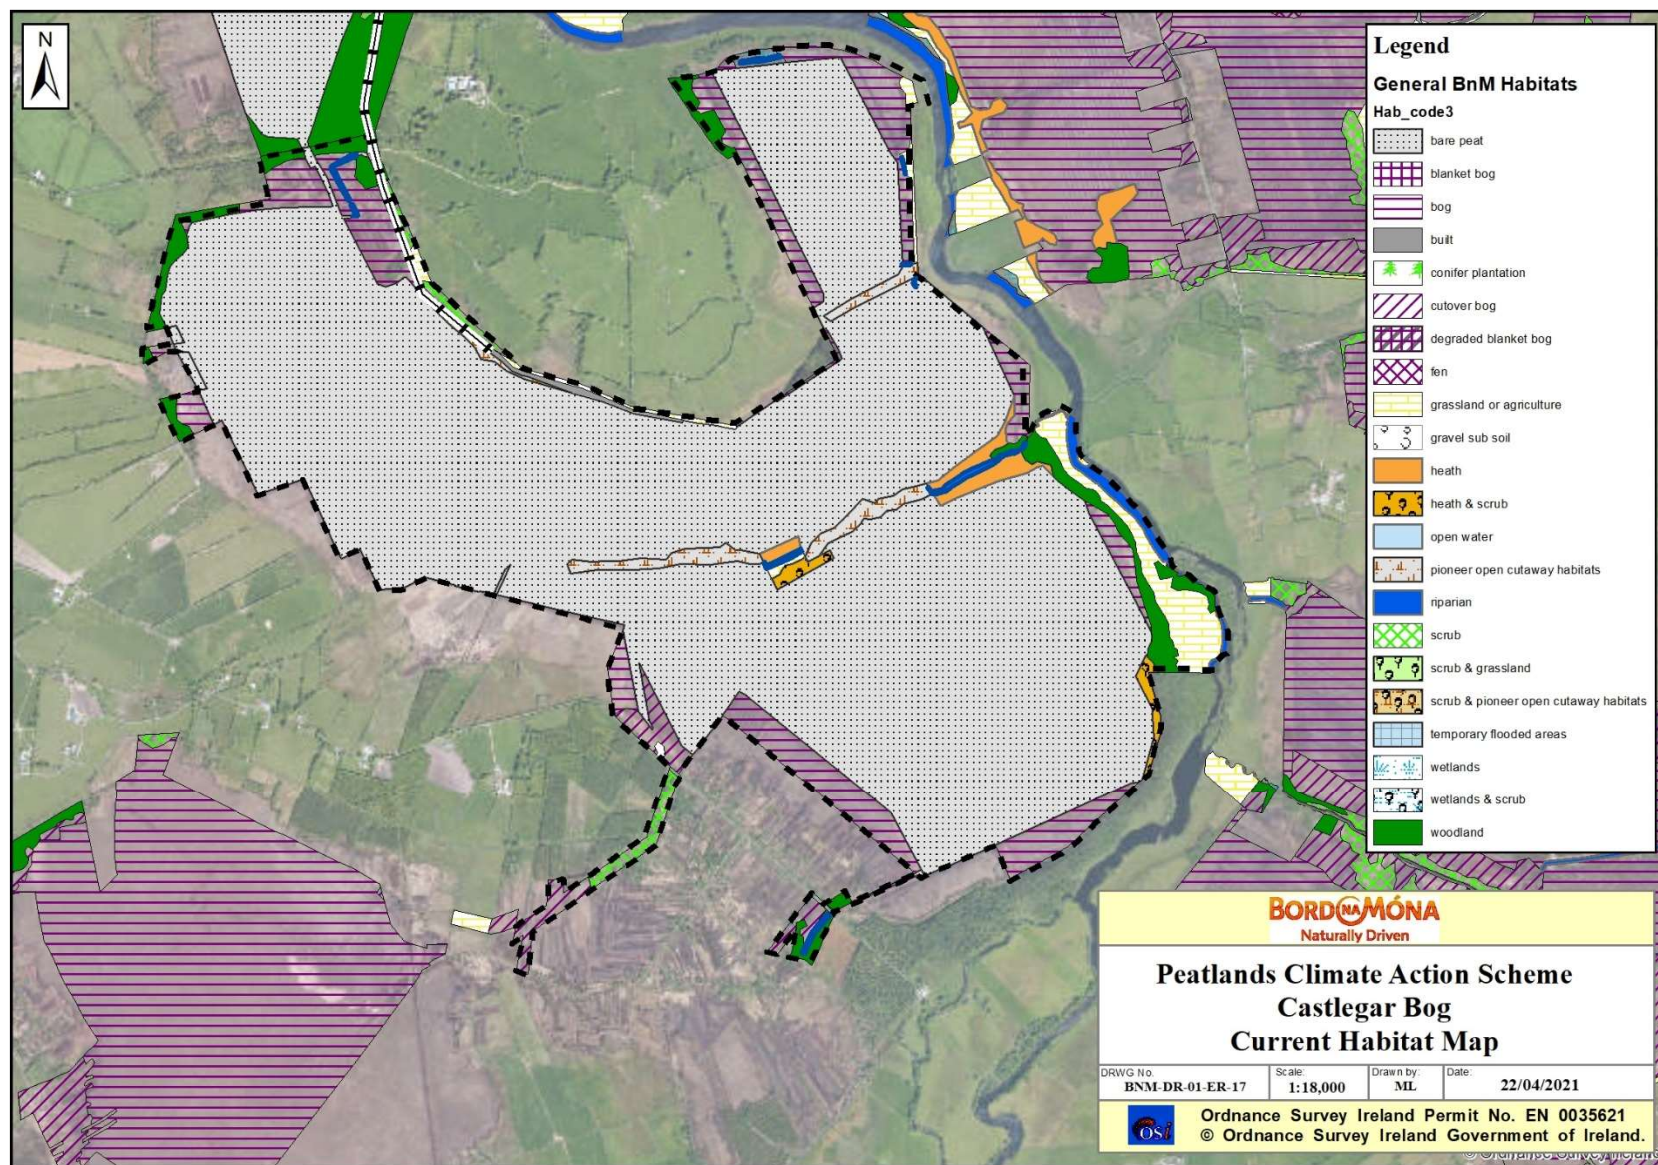 N
Legend
General BnM Habitats
Hab_code3
bare peat
blanket bog
bog
built
conifer plantation
cutover bog
degraded blanket bog
fen
grassland or agriculture
gravel sub soil
heath
heath & scrub
open water
pioneer open cutaway habitats
riparian
scrub
scrub & grassland
scrub & pioneer open cutaway habitats
temporary flooded areas
wetlands
wetlands & scrub
woodland
BORD NA MÓNA
Naturally Driven
Peatlands Climate Action Scheme
Castlegar Bog
Current Habitat Map
DRWG No. Scale: Drawn by: Date:
BNM-DR-01-ER-17 1:18,000 ML 22/04/2021
OSi
Ordnance Survey Ireland Permit No. EN 0035621
© Ordnance Survey Ireland Government of Ireland.